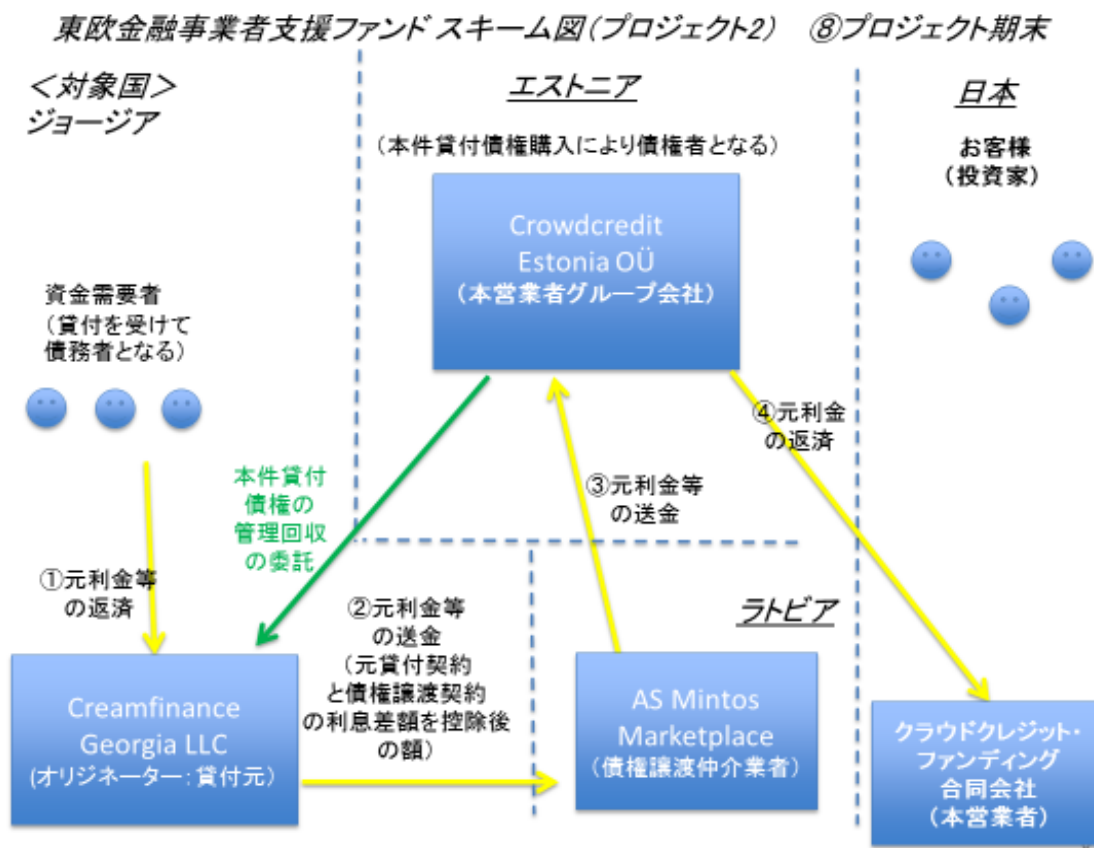 東欧金融事業者支援ファンド スキーム図(プロジェクト2) ⑧プロジェクト期末
＜対象国＞
ジョージア
エストニア
日本
（本件貸付債権購入により債権者となる）
お客様
（投資家）
Crowdcredit
Estonia OÜ
（本営業者グループ会社）
資金需要者
（貸付を受けて
債務者となる）
④元利金
の返済
本件貸付
債権の
管理回収
の委託
③元利金等
の送金
①元利金等
の返済
②元利金等
の送金
（元貸付契約
と債権譲渡契約
の利息差額を控除後
の額）
ラトビア
Creamfinance
Georgia LLC
(オリジネーター：貸付元)
AS Mintos
Marketplace
（債権譲渡仲介業者）
クラウドクレジット・
ファンディング
合同会社
（本営業者）